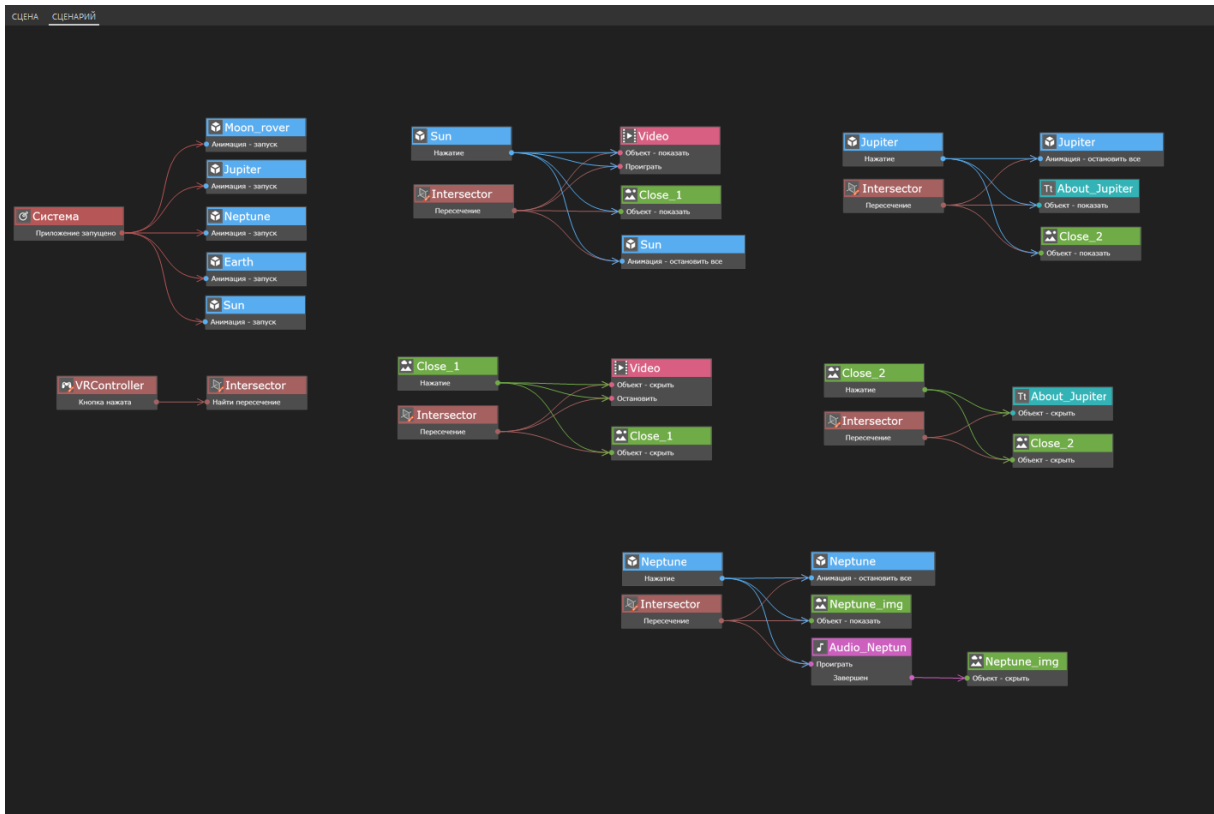 СЦЕНА СЦЕНАРИЙ
Система
Приложение запущено
Moon_rover
Анимация - запуск
Jupiter
Анимация - запуск
Neptune
Анимация - запуск
Earth
Анимация - запуск
Sun
Анимация - запуск
Sun
Нажатие
Intersector
Пересечение
Video
Объект - показать
Проиграть
Close_1
Объект - показать
Sun
Анимация - остановить все
Jupiter
Нажатие
Intersector
Пересечение
Jupiter
Анимация - остановить все
Tt About_Jupiter
Объект - показать
Close_2
Объект - показать
VRController
Кнопка нажата
Intersector
Найти пересечение
Close_1
Нажатие
Intersector
Пересечение
Video
Объект - скрыть
Остановить
Close_1
Объект - скрыть
Close_2
Нажатие
Intersector
Пересечение
Tt About_Jupiter
Объект - скрыть
Close_2
Объект - скрыть
Neptune
Нажатие
Intersector
Пересечение
Neptune
Анимация - остановить все
Neptune_img
Объект - показать
Audio_Neptun
Проиграть
Завершен
Neptune_img
Объект - скрыть